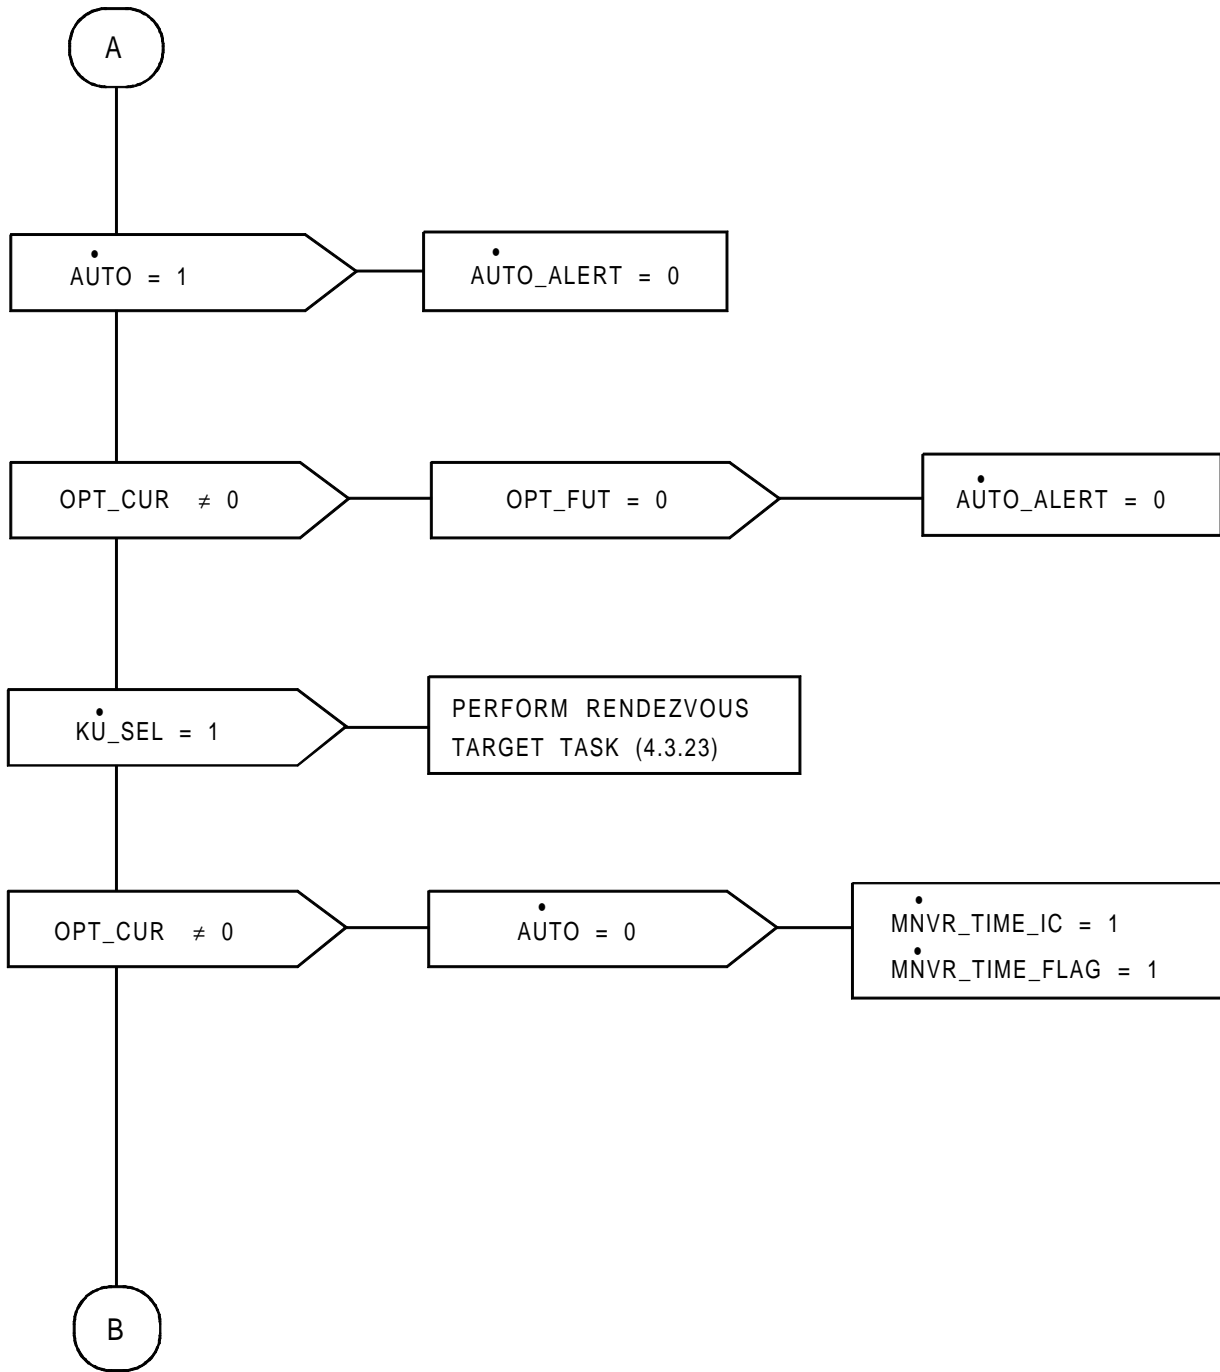 A
AUTO = 1
AUTO_ALERT = 0
OPT_CUR ≠ 0
OPT_FUT = 0
AUTO_ALERT = 0
KU_SEL = 1
PERFORM RENDEZVOUS
TARGET TASK (4.3.23)
OPT_CUR ≠ 0
AUTO = 0
MNVR_TIME_IC = 1
MNVR_TIME_FLAG = 1
B